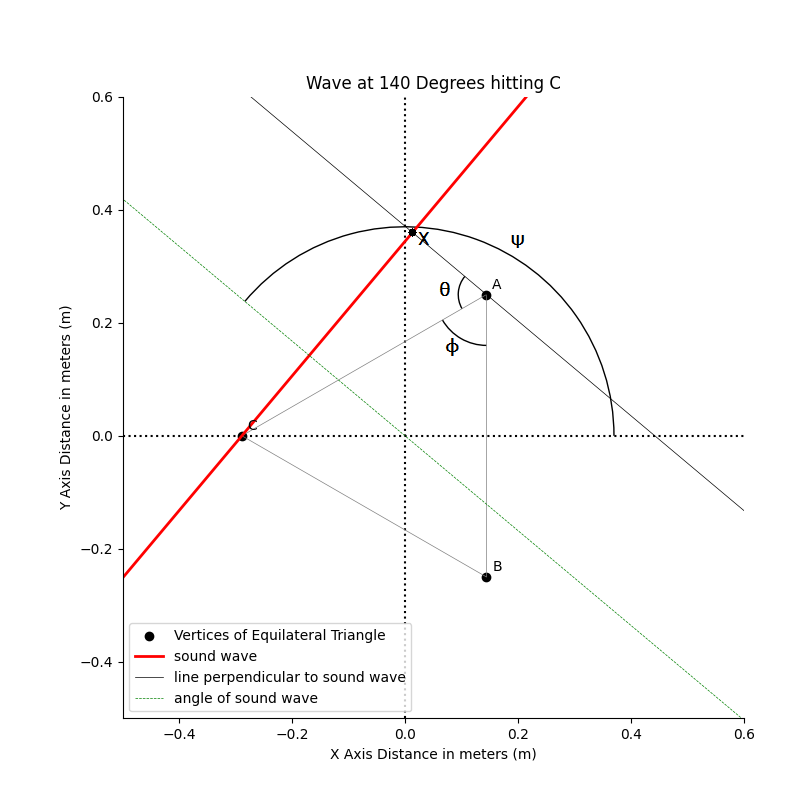 Wave at 140 Degrees hitting C
0.6
0.4
0.2
0.0
−0.2
−0.4
Y Axis Distance in meters (m)
X
ψ
A
θ
ϕ
C
B
Vertices of Equilateral Triangle
sound wave
line perpendicular to sound wave
angle of sound wave
−0.4
−0.2
0.0
0.2
0.4
0.6
X Axis Distance in meters (m)